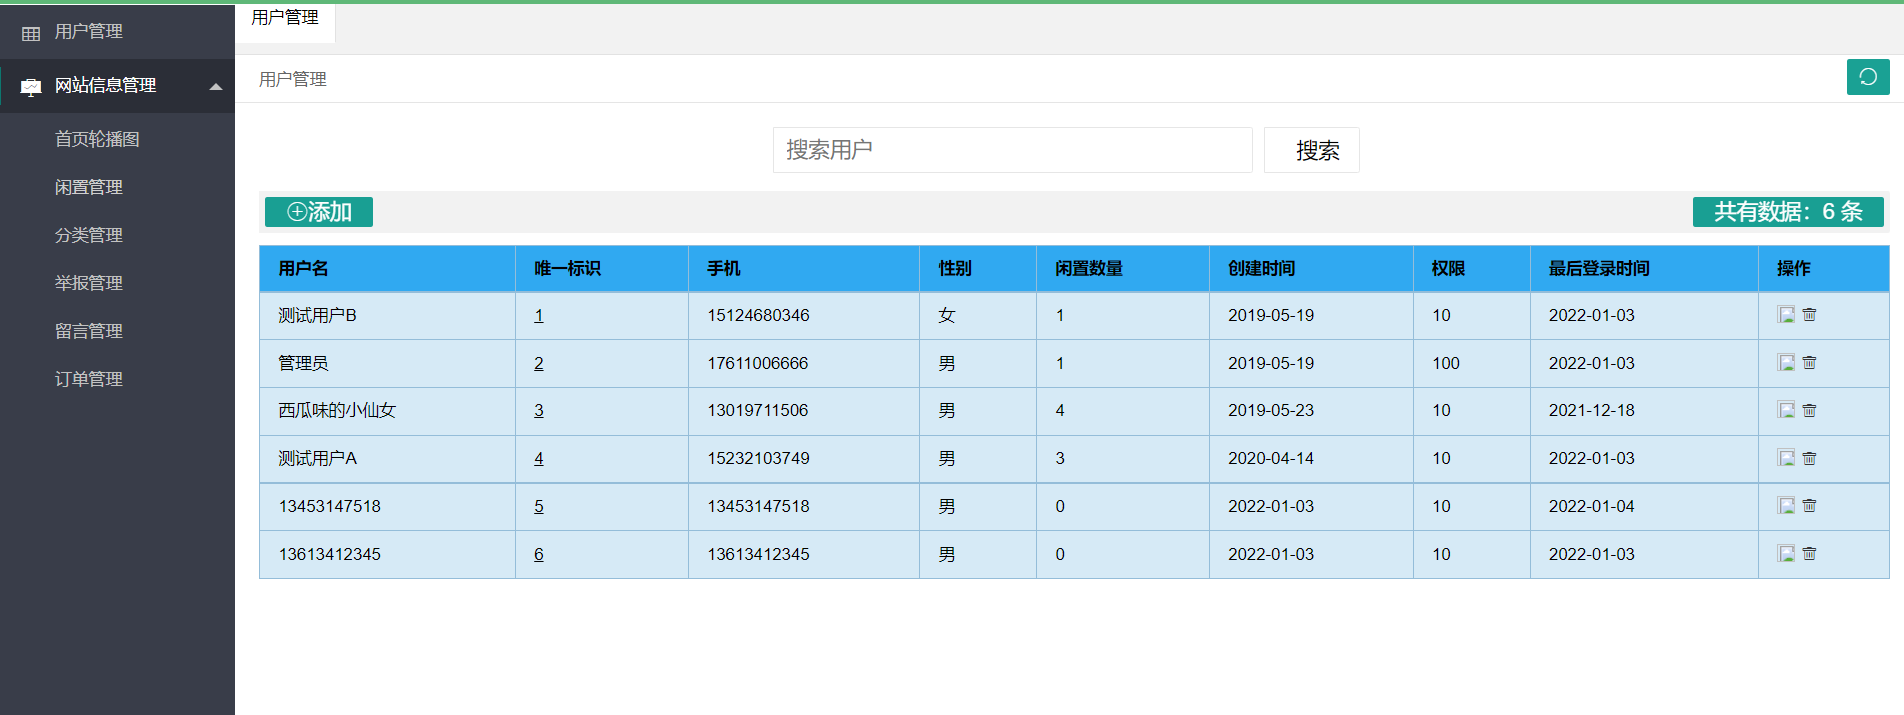 用户管理
网站信息管理
首页轮播图
闲置管理
分类管理
举报管理
留言管理
订单管理
用户管理
用户管理
搜索用户 搜索
添加 共有数据：6 条
用户名 唯一标识 手机 性别 闲置数量 创建时间 权限 最后登录时间 操作
测试用户B 1 15124680346 女 1 2019-05-19 10 2022-01-03
管理员 2 17611006666 男 1 2019-05-19 100 2022-01-03
西瓜味的小仙女 3 13019711506 男 4 2019-05-23 10 2021-12-18
测试用户A 4 15232103749 男 3 2020-04-14 10 2022-01-03
13453147518 5 13453147518 男 0 2022-01-03 10 2022-01-04
13613412345 6 13613412345 男 0 2022-01-03 10 2022-01-03